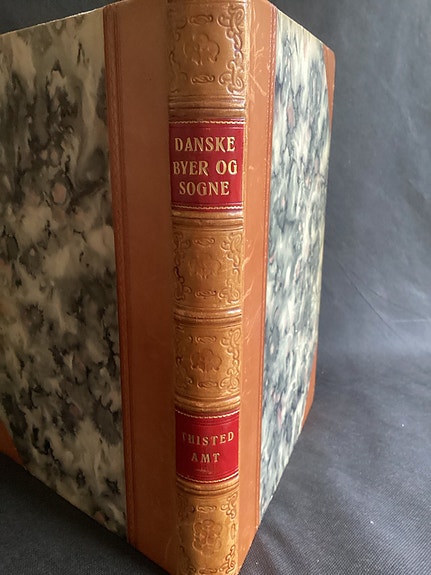 DANSKE
BYER OG
SOGNE
THISTED
AMT